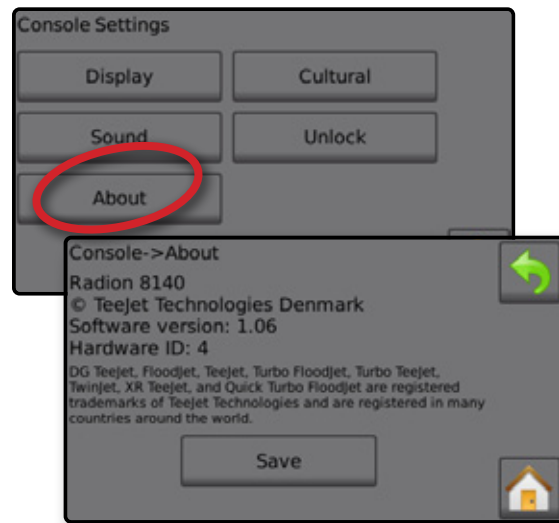 Console Settings
Display
Cultural
Sound
Unlock
About
Console->About
Radion 8140
© TeeJet Technologies Denmark
Software version: 1.06
Hardware ID: 4
DG TeeJet, FloodJet, TeeJet, Turbo FloodJet, Turbo TeeJet,
TwinJet, XR TeeJet, and Quick Turbo FloodJet are registered
trademarks of TeeJet Technologies and are registered in many
countries around the world.
Save